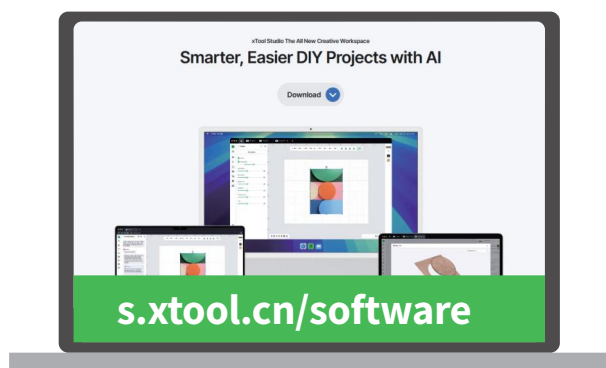 xTool Studio The All New Creative Workspace
Smarter, Easier DIY Projects with AI
Download
s.xtool.cn/software